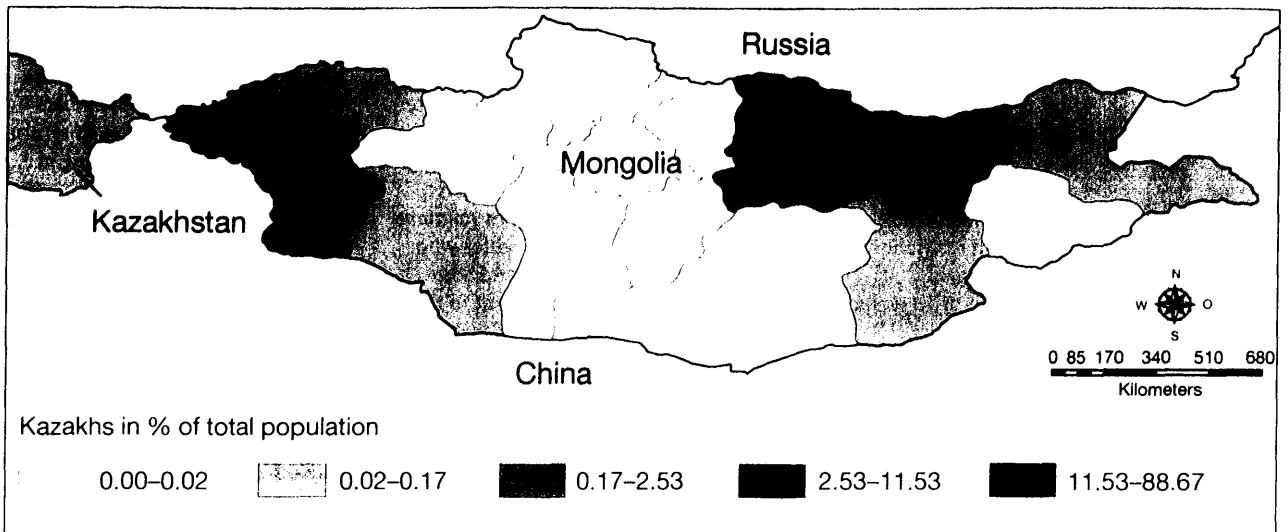 Russia
Mongolia
Kazakhstan
China
N
W O
S
0 85 170 340 510 680
Kilometers
Kazakhs in % of total population
0.00–0.02 0.02–0.17 0.17–2.53 2.53–11.53 11.53–88.67